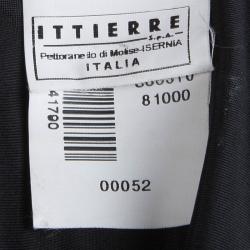 ITTIERRE
S.p.A.
Pettoranello di Molise-ISERNIA
ITALIA
81000
41790
00052